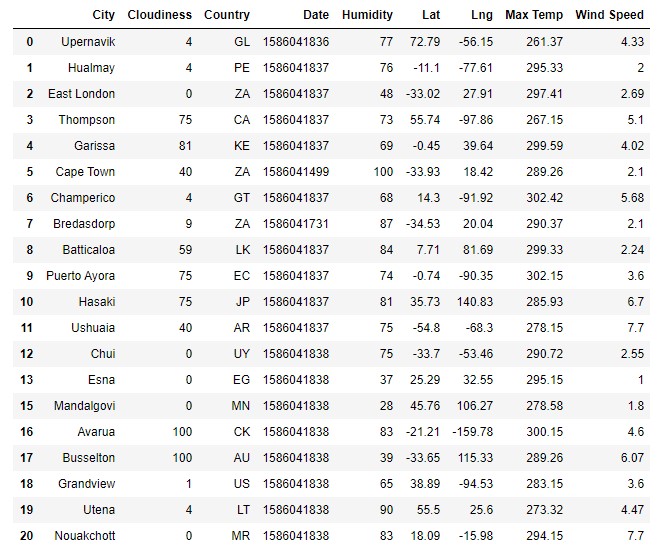 City Cloudiness Country Date Humidity Lat Lng Max Temp Wind Speed
0 Upernavik 4 GL 1586041836 77 72.79 -56.15 261.37 4.33
1 Hualmay 4 PE 1586041837 76 -11.1 -77.61 295.33 2
2 East London 0 ZA 1586041837 48 -33.02 27.91 297.41 2.69
3 Thompson 75 CA 1586041837 73 55.74 -97.86 267.15 5.1
4 Garissa 81 KE 1586041837 69 -0.45 39.64 299.59 4.02
5 Cape Town 40 ZA 1586041499 100 -33.93 18.42 289.26 2.1
6 Champerico 4 GT 1586041837 68 14.3 -91.92 302.42 5.68
7 Bredasdorp 9 ZA 1586041731 87 -34.53 20.04 290.37 2.1
8 Batticaloa 59 LK 1586041837 84 7.71 81.69 299.33 2.24
9 Puerto Ayora 75 EC 1586041837 74 -0.74 -90.35 302.15 3.6
10 Hasaki 75 JP 1586041837 81 35.73 140.83 285.93 6.7
11 Ushuaia 40 AR 1586041837 75 -54.8 -68.3 278.15 7.7
12 Chui 0 UY 1586041838 75 -33.7 -53.46 290.72 2.55
13 Esna 0 EG 1586041838 37 25.29 32.55 295.15 1
15 Mandalgovi 0 MN 1586041838 28 45.76 106.27 278.58 1.8
16 Avarua 100 CK 1586041838 83 -21.21 -159.78 300.15 4.6
17 Busselton 100 AU 1586041838 39 -33.65 115.33 289.26 6.07
18 Grandview 1 US 1586041838 65 38.89 -94.53 283.15 3.6
19 Utena 4 LT 1586041838 90 55.5 25.6 273.32 4.47
20 Nouakchott 0 MR 1586041838 83 18.09 -15.98 294.15 7.7